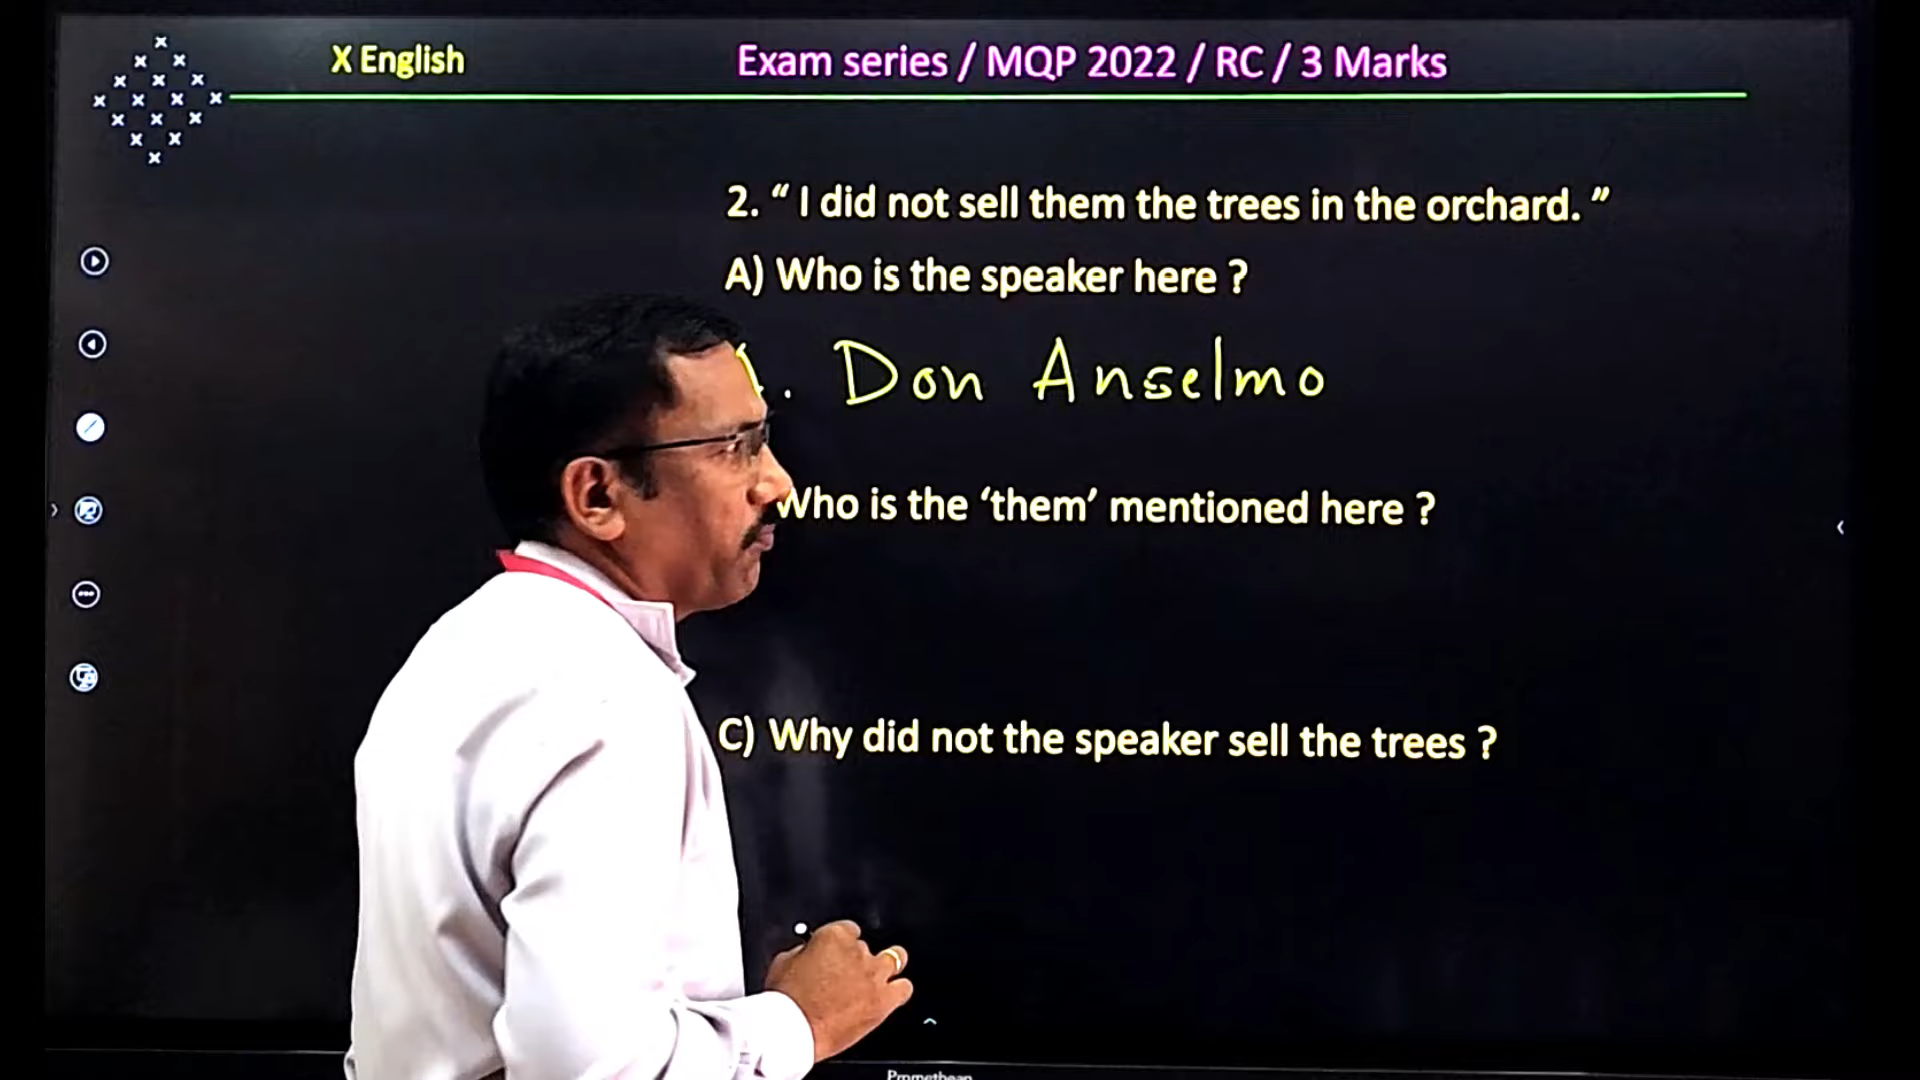 X English
Exam series / MQP 2022 / RC / 3 Marks
2. “ I did not sell them the trees in the orchard. ”
A) Who is the speaker here ?
A. Don Anselmo
Who is the ‘them’ mentioned here ?
C) Why did not the speaker sell the trees ?
Promethean